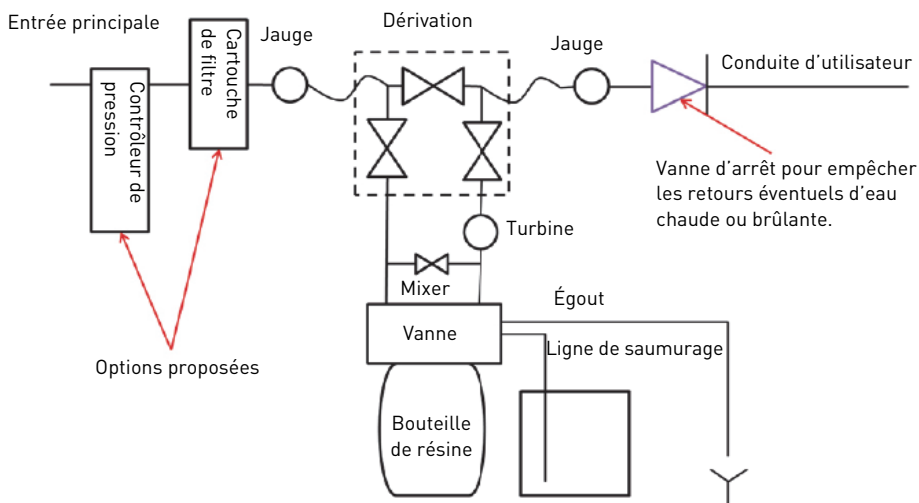 Entrée principale
Contrôleur de
pression
Cartouche
de filtre
Jauge
Dérivation
Jauge
Conduite d’utilisateur
Vanne d’arrêt pour empêcher
les retours éventuels d’eau
chaude ou brûlante.
Turbine
Mixer
Égout
Vanne
Ligne de saumurage
Options proposées
Bouteille
de résine